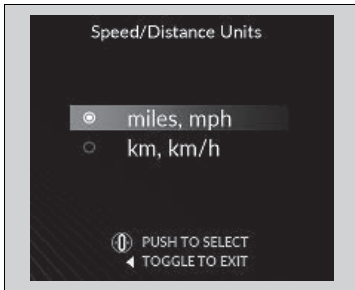 Speed/Distance Units
miles, mph
km, km/h
PUSH TO SELECT
TOGGLE TO EXIT